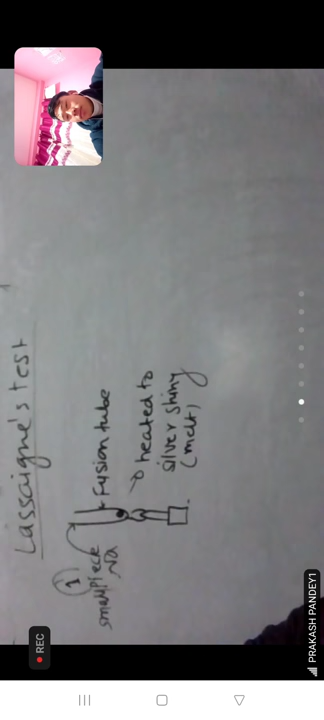 Lassaigne's test
1
small piece
Na
Fusion tube
heated to
silver shiny
(melt)
REC
PRAKASH PANDEY1